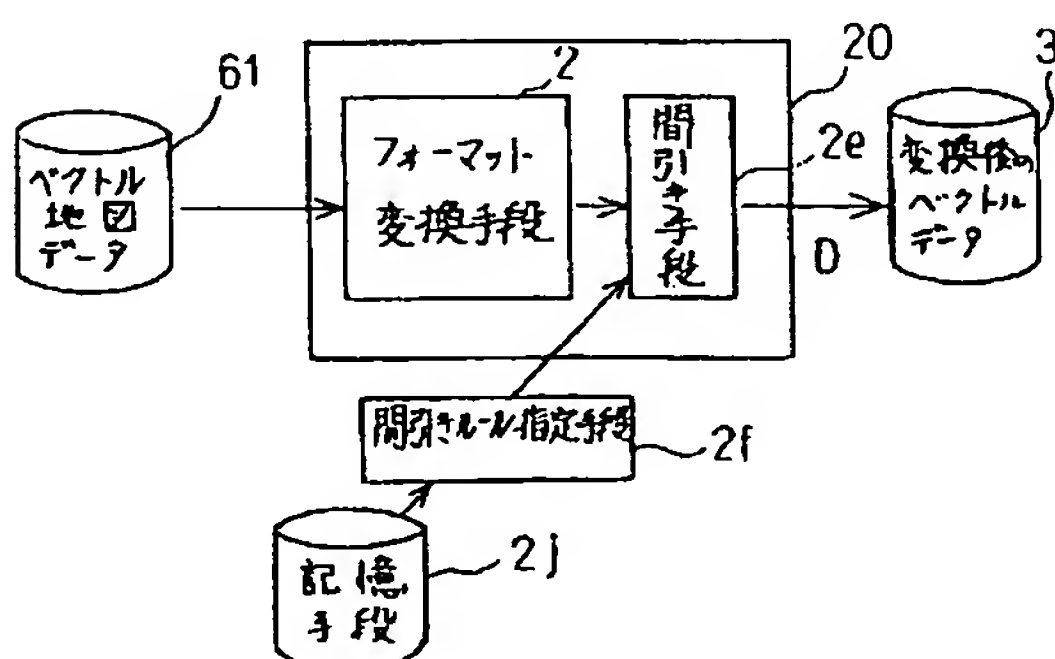 61
ベクトル
地図
データ
2
フォーマット
変換手段
間引き手段
20
2e
D
3
変換後の
ベクトル
データ
間引きルール指定手段
2f
記憶
手段
2j